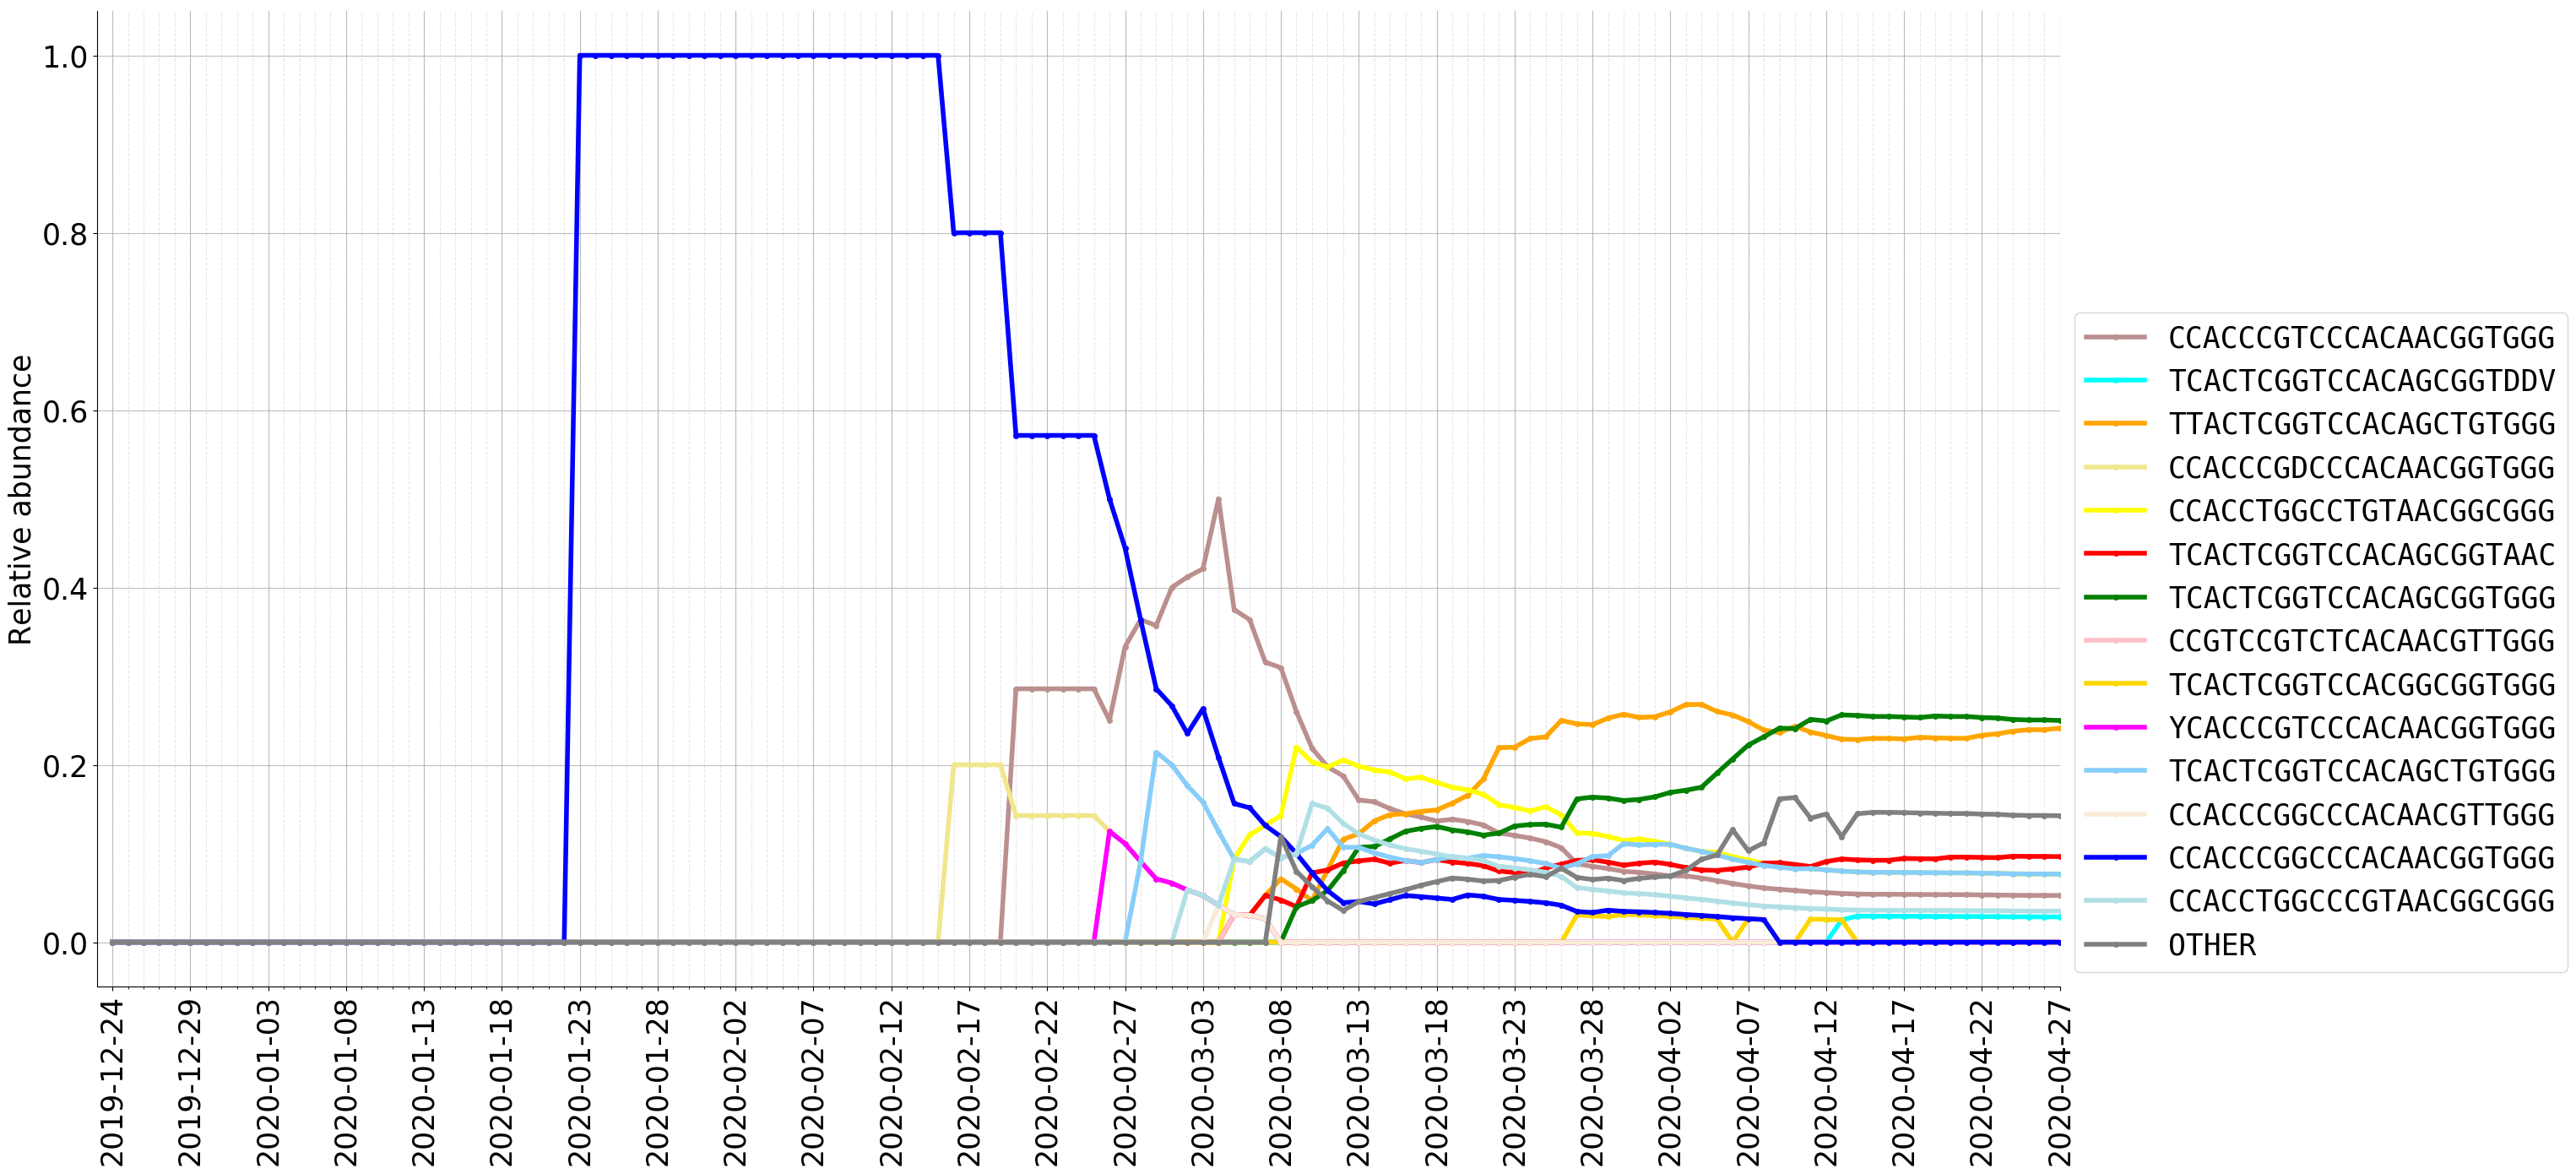 Relative abundance
1.0
0.8
0.6
0.4
0.2
0.0
2019-12-24
2019-12-29
2020-01-03
2020-01-08
2020-01-13
2020-01-18
2020-01-23
2020-01-28
2020-02-02
2020-02-07
2020-02-12
2020-02-17
2020-02-22
2020-02-27
2020-03-03
2020-03-08
2020-03-13
2020-03-18
2020-03-23
2020-03-28
2020-04-02
2020-04-07
2020-04-12
2020-04-17
2020-04-22
2020-04-27
CCACCCGTCCCACAACGGTGGG
TCACTCGGTCCACAGCGGTDDV
TTACTCGGTCCACAGCTGTGGG
CCACCCGDCCCACAACGGTGGG
CCACCTGGCCTGTAACGGCGGG
TCACTCGGTCCACAGCGGTAAC
TCACTCGGTCCACAGCGGTGGG
CCGTCCGTCTCACAACGTTGGG
TCACTCGGTCCACGGCGGTGGG
YCACCCGTCCCACAACGGTGGG
TCACTCGGTCCACAGCTGTGGG
CCACCCGGCCCACAACGTTGGG
CCACCCGGCCCACAACGGTGGG
CCACCTGGCCCGTAACGGCGGG
OTHER